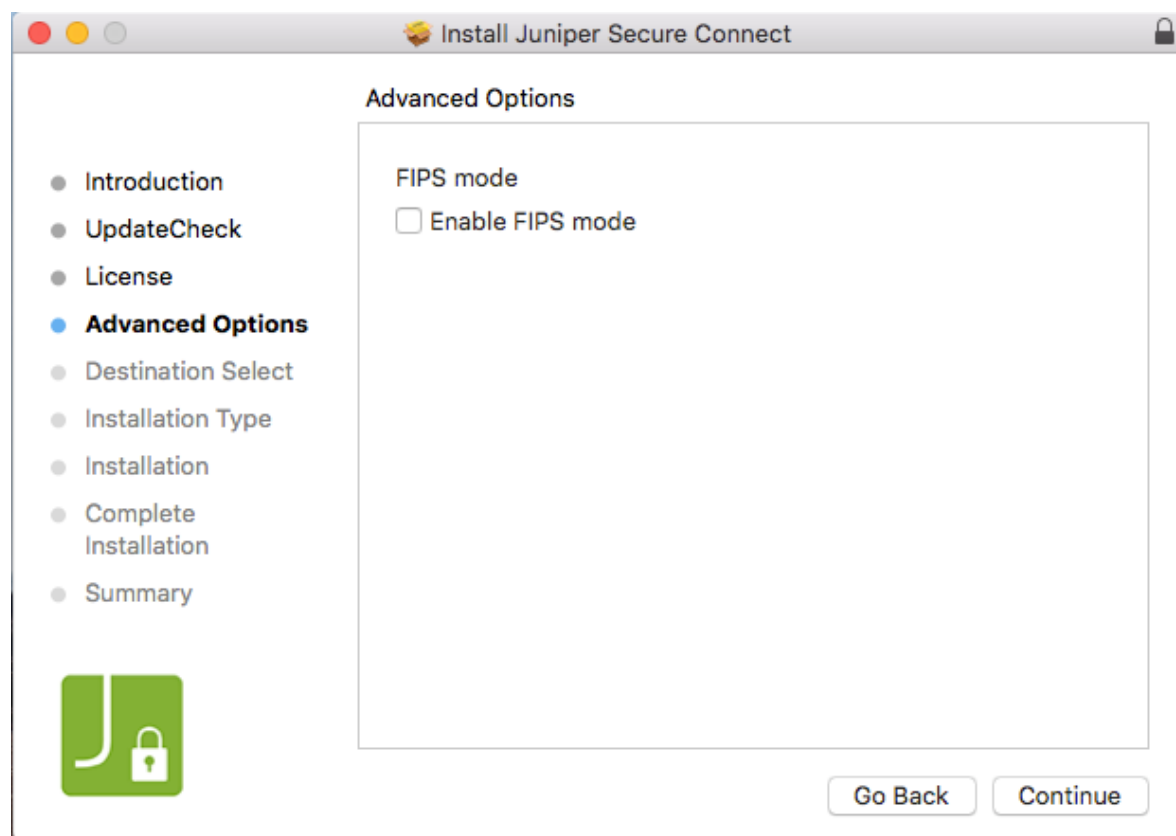 Install Juniper Secure Connect
Advanced Options
Introduction
UpdateCheck
License
Advanced Options
Destination Select
Installation Type
Installation
Complete
Installation
Summary
FIPS mode
Enable FIPS mode
J
Go Back
Continue